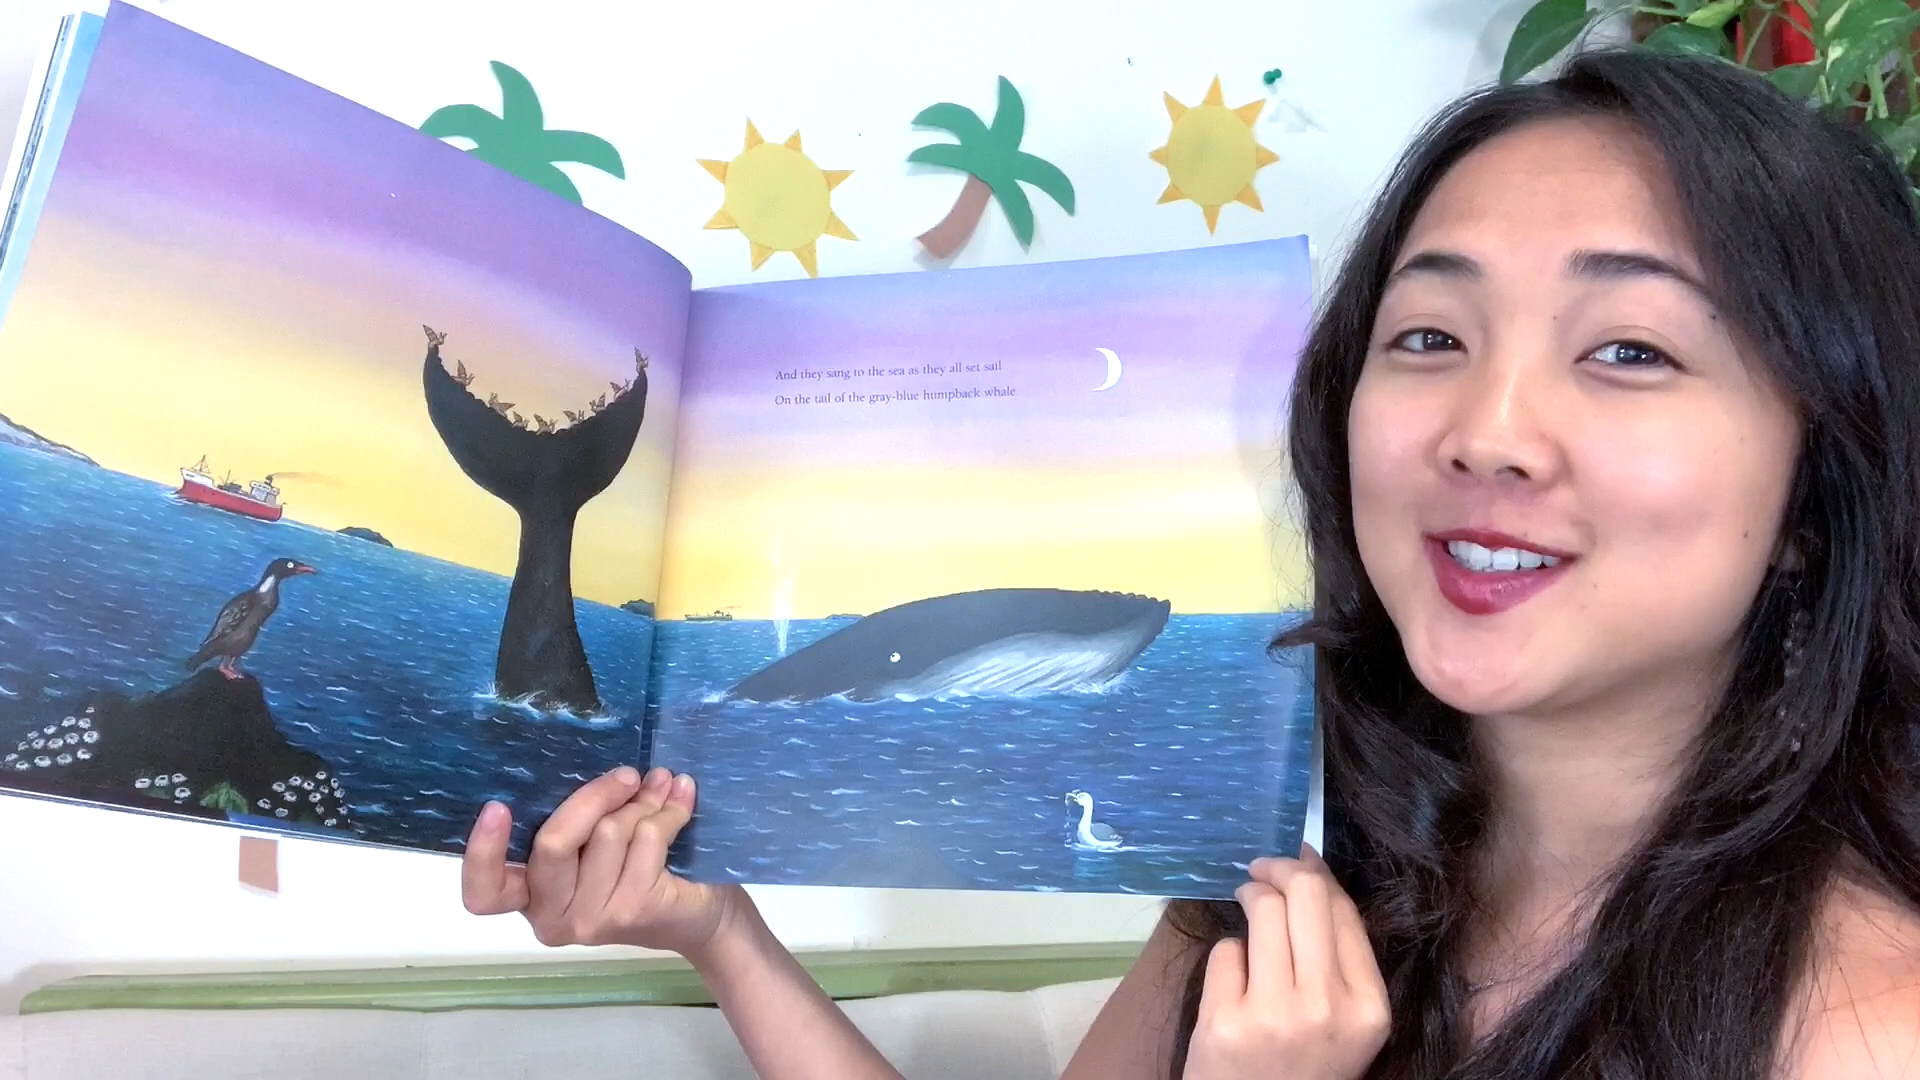 And they sang to the sea as they all set sail
On the tail of the gray-blue humpback whale.